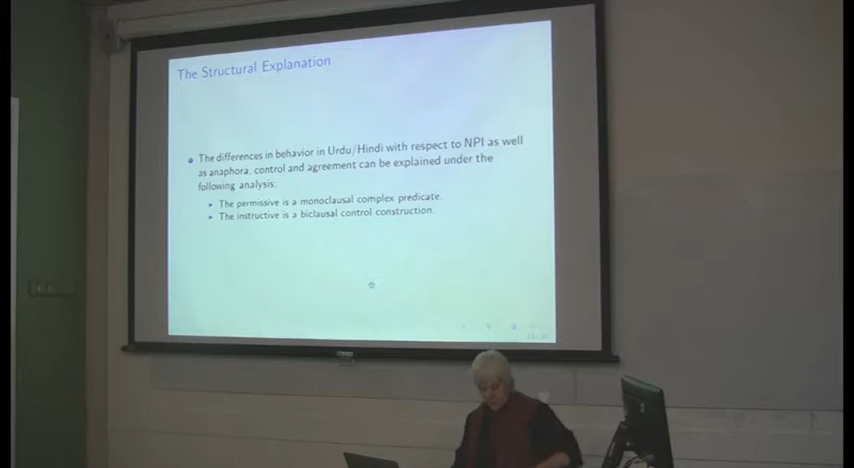 The Structural Explanation
The differences in behavior in Urdu/Hindi with respect to NPI as well
as anaphora, control and agreement can be explained under the
following analysis:
The permissive is a monoclausal complex predicate.
The instructive is a biclausal control construction.